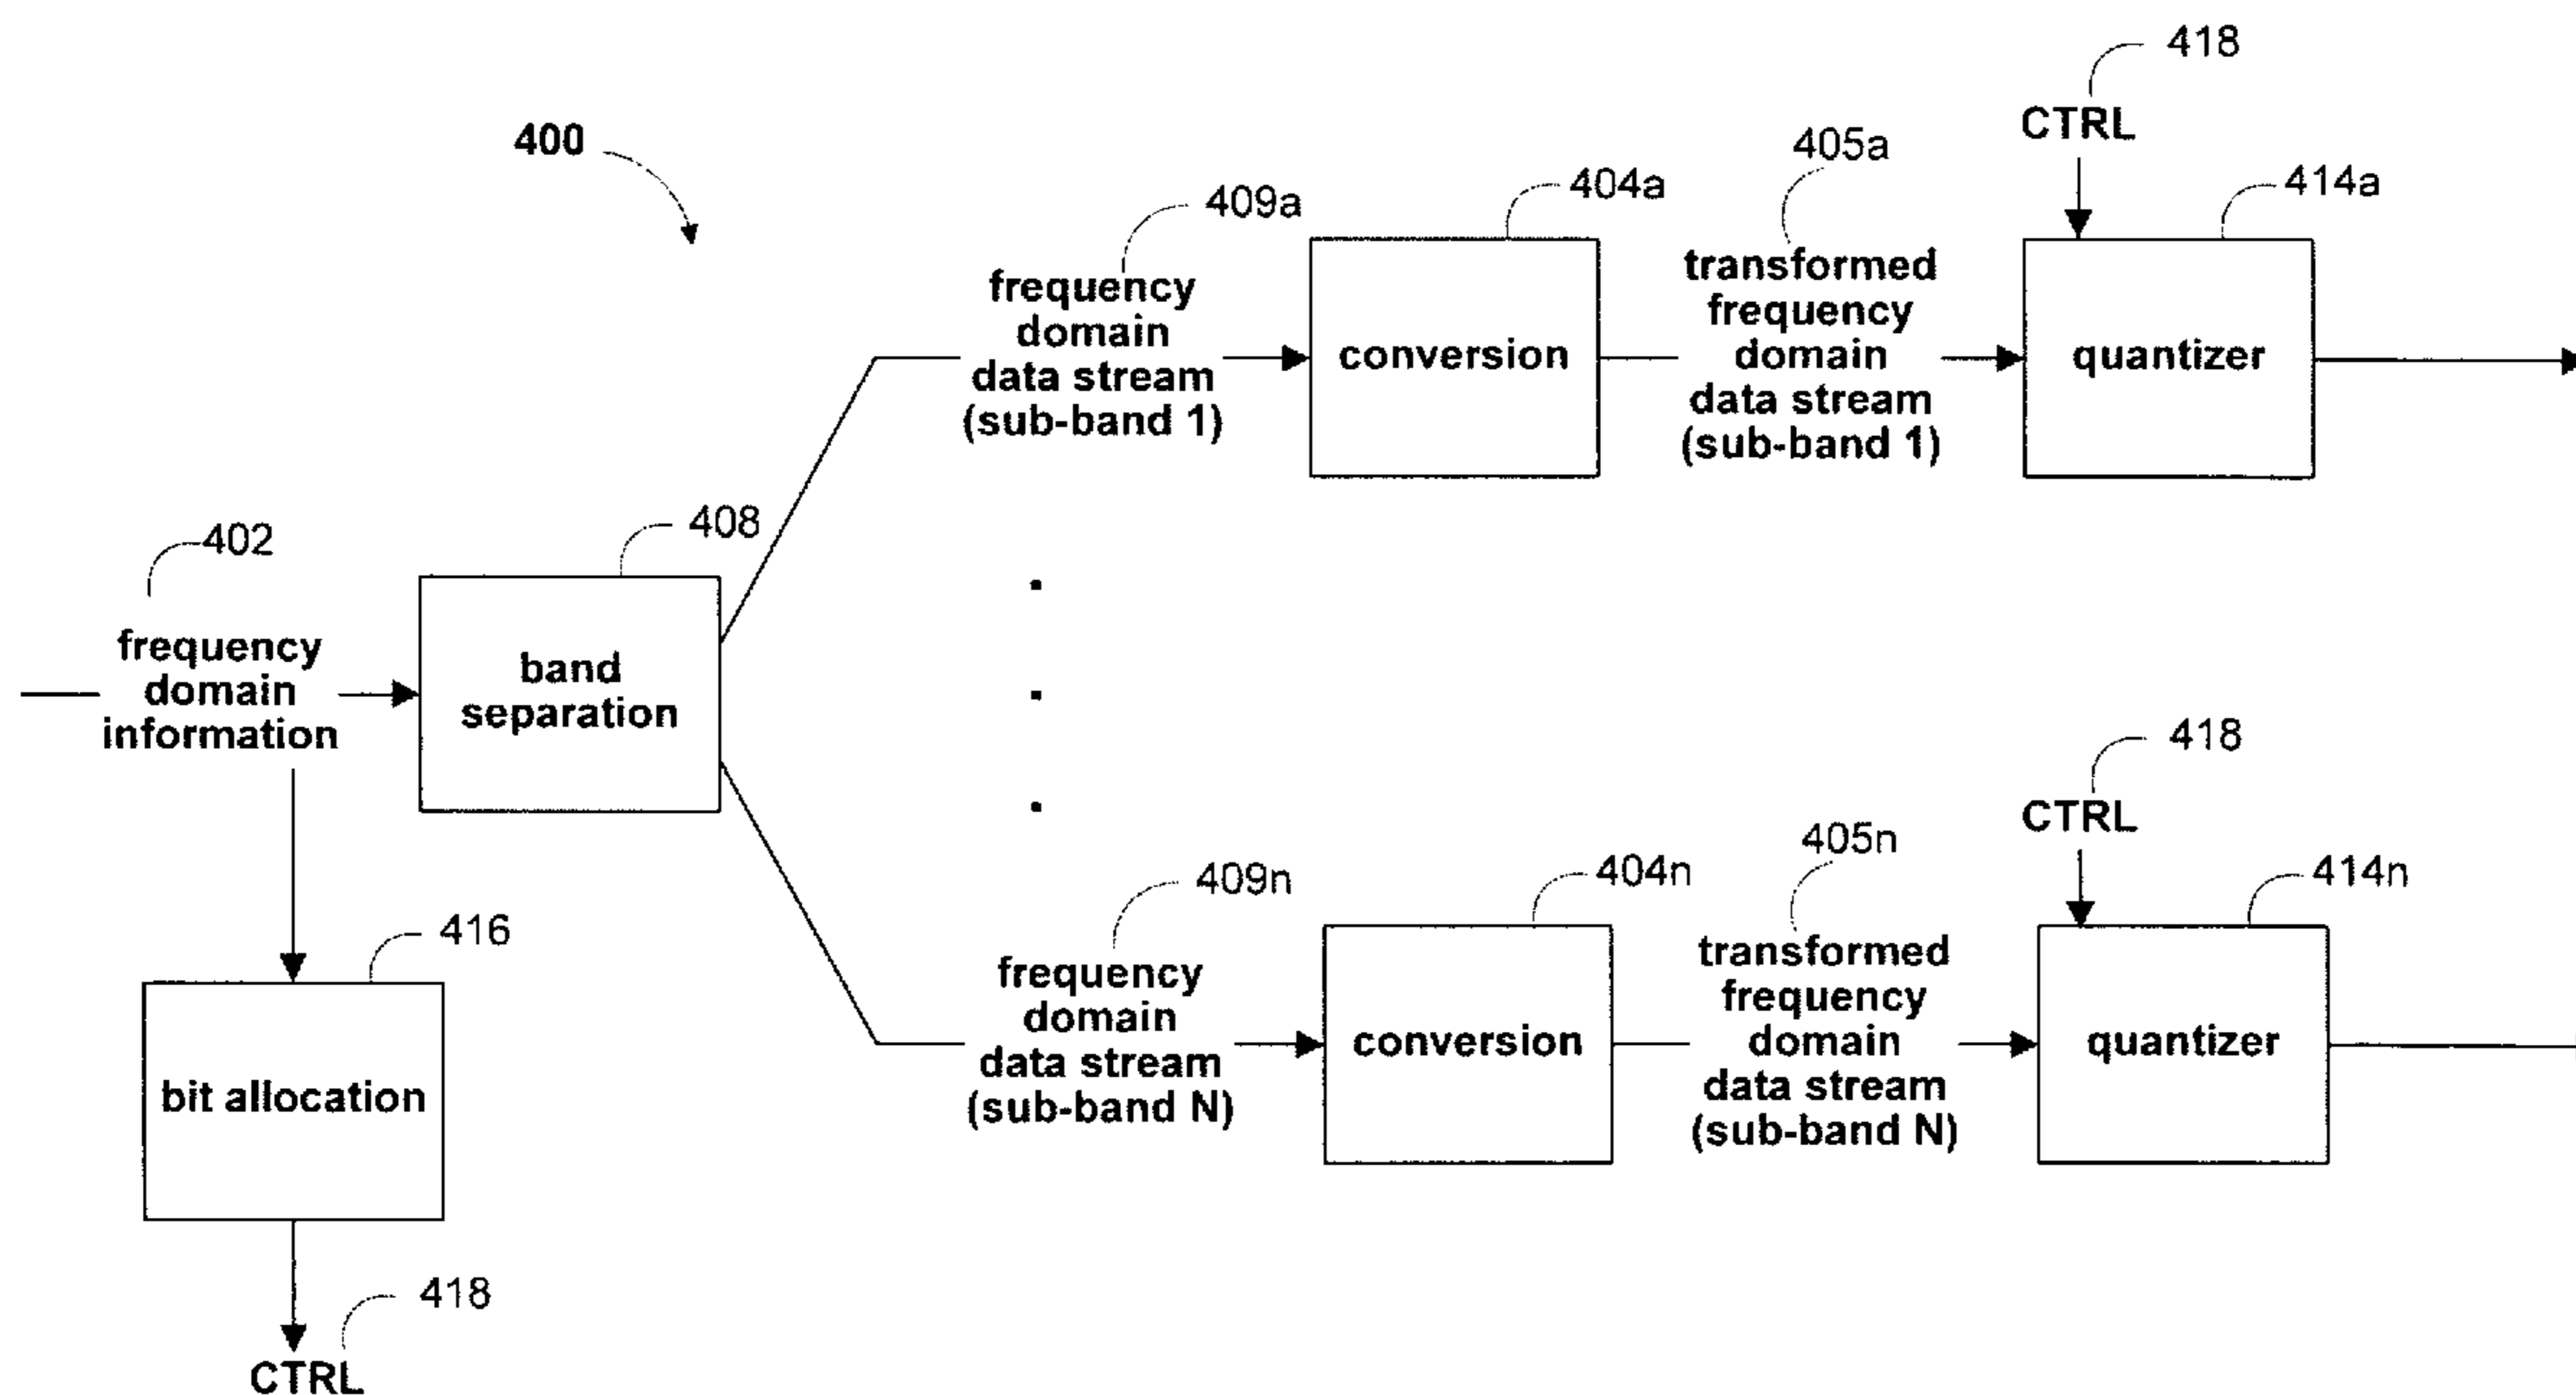 418
CTRL
400
405a
409a
404a
414a
frequency
domain
data stream
(sub-band 1)
conversion
transformed
frequency
domain
data stream
(sub-band 1)
quantizer
402
408
frequency
domain
information
band
separation
.
.
.
418
CTRL
409n
404n
405n
414n
416
frequency
domain
data stream
(sub-band N)
conversion
transformed
frequency
domain
data stream
(sub-band N)
quantizer
bit allocation
418
CTRL